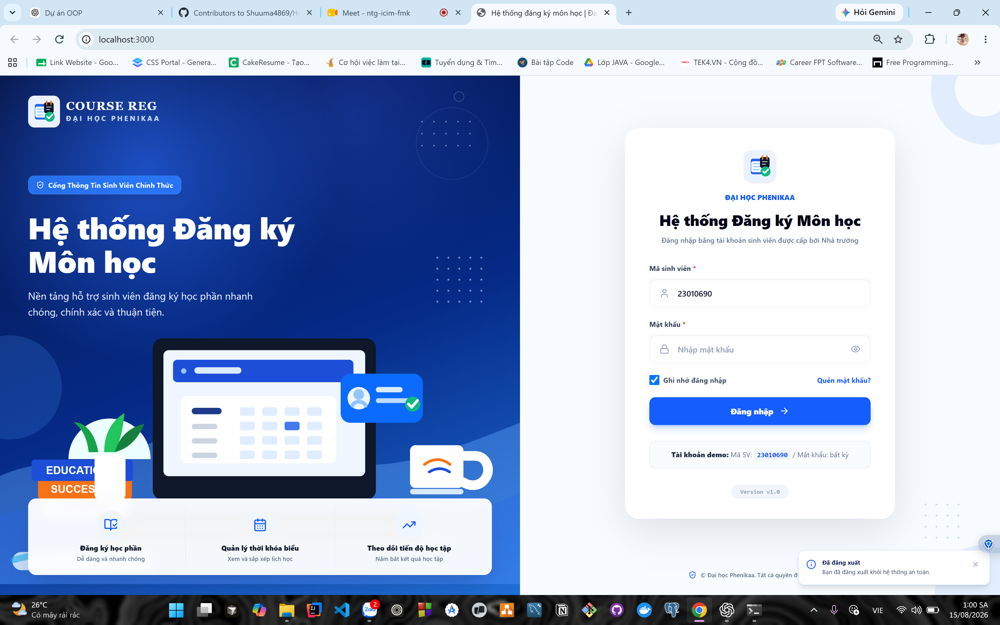 Dự án OOP
Contributors to Shuuma4869/He
Meet - ntg-icim-fmk
Hệ thống đăng ký môn học | Đạ
Hỏi Gemini
localhost:3000
Link Website - Goo...
CSS Portal - Genera...
CakeResume - Tạo...
Cơ hội việc làm tại...
Tuyển dụng & Tìm...
Bài tập Code
Lớp JAVA - Google...
TEK4.VN - Cộng đồ...
Career FPT Software...
Free Programming...
COURSE REG
ĐẠI HỌC PHENIKAA
Cổng Thông Tin Sinh Viên Chính Thức
Hệ thống Đăng ký
Môn học
Nền tảng hỗ trợ sinh viên đăng ký học phần nhanh
chóng, chính xác và thuận tiện.
EDUCATI
SUCCES
Đăng ký học phần
Dễ dàng và nhanh chóng
Quản lý thời khóa biểu
Xem và sắp xếp lịch học
Theo dõi tiến độ học tập
Nắm bắt kết quả học tập
ĐẠI HỌC PHENIKAA
Hệ thống Đăng ký Môn học
Đăng nhập bằng tài khoản sinh viên được cấp bởi Nhà trường
Mã sinh viên *
23010690
Mật khẩu *
Nhập mật khẩu
Ghi nhớ đăng nhập
Quên mật khẩu?
Đăng nhập
Tài khoản demo: Mã SV: 23010690 / Mật khẩu: bất kỳ
Version v1.0
© Đại học Phenikaa. Tất cả quyền đư
Đã đăng xuất
Bạn đã đăng xuất khỏi hệ thống an toàn.
26°C
Có mây rải rác
Zalo
2
VIE
1:00 SA
15/08/2026